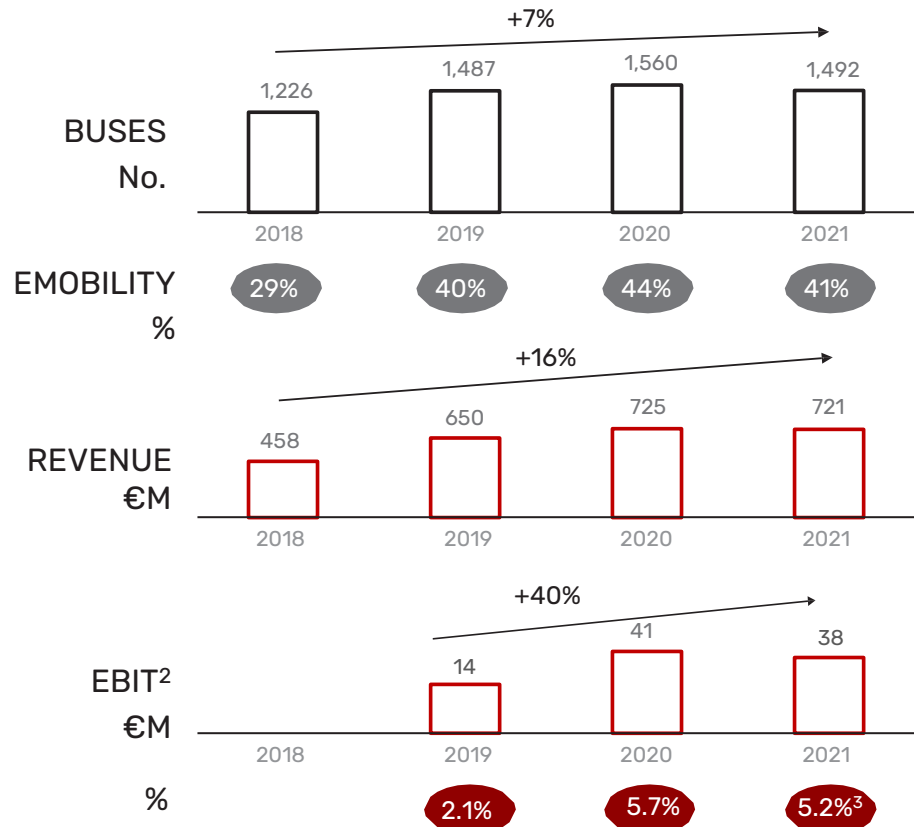 +7%
1,226 1,487 1,560 1,492
BUSES
No.
2018 2019 2020 2021
EMOBILITY
%
29% 40% 44% 41%
+16%
458 650 725 721
REVENUE
€M
2018 2019 2020 2021
+40%
14 41 38
EBIT²
€M
2018 2019 2020 2021
% 2.1% 5.7% 5.2%³